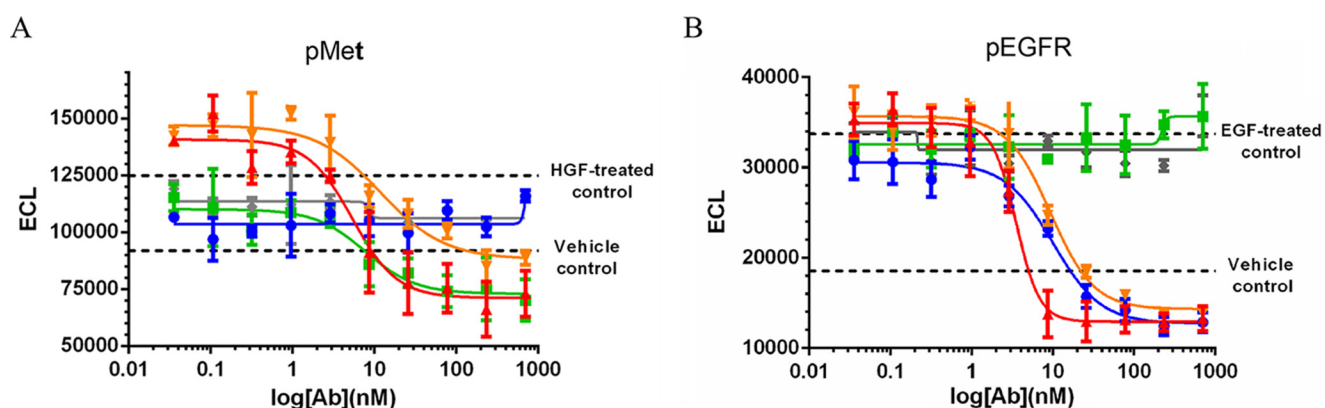 A
pMet
ECL
150000
125000
100000
75000
50000
0.01
0.1
1
10
100
1000
log[Ab](nM)
HGF-treated
control
Vehicle
control
B
pEGFR
ECL
40000
30000
20000
10000
0.01
0.1
1
10
100
1000
log[Ab](nM)
EGF-treated
control
Vehicle
control